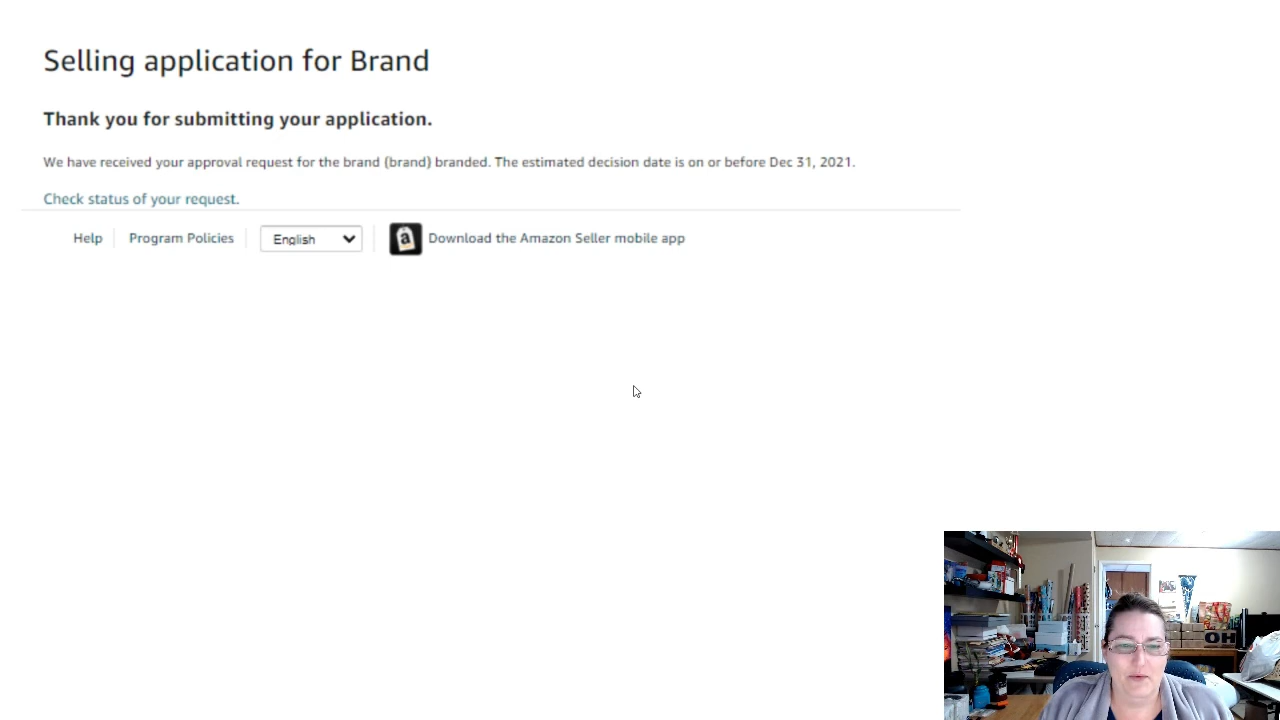 Selling application for Brand
Thank you for submitting your application.
We have received your approval request for the brand (brand) branded. The estimated decision date is on or before Dec 31, 2021.
Check status of your request.
Help
Program Policies
English
a
Download the Amazon Seller mobile app
OH